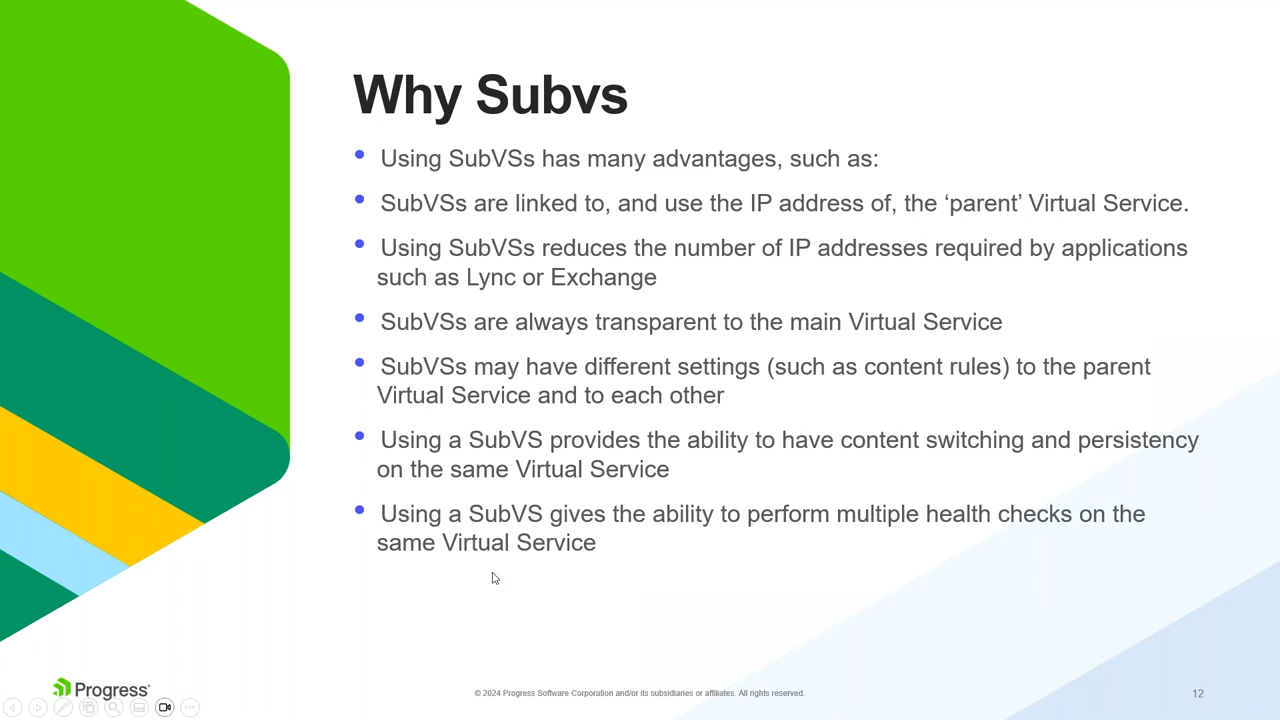 Why Subvs
• Using SubVSs has many advantages, such as:
• SubVSs are linked to, and use the IP address of, the ‘parent’ Virtual Service.
• Using SubVSs reduces the number of IP addresses required by applications
such as Lync or Exchange
• SubVSs are always transparent to the main Virtual Service
• SubVSs may have different settings (such as content rules) to the parent
Virtual Service and to each other
• Using a SubVS provides the ability to have content switching and persistency
on the same Virtual Service
• Using a SubVS gives the ability to perform multiple health checks on the
same Virtual Service
Progress®
© 2024 Progress Software Corporation and/or its subsidiaries or affiliates. All rights reserved.
12